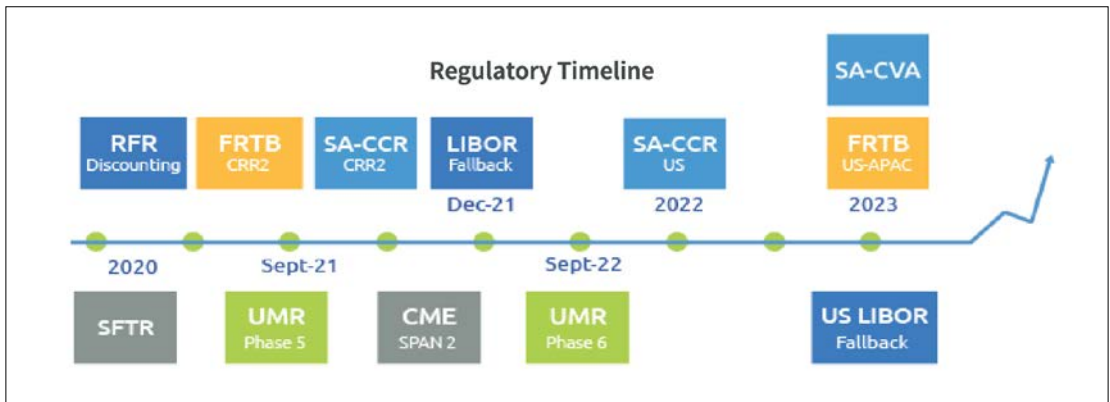 Regulatory Timeline
SA-CVA
RFR
Discounting
FRTB
CRR2
SA-CCR
CRR2
LIBOR
Fallback
SA-CCR
US
FRTB
US-APAC
Dec-21
2022
2023
2020
Sept-21
Sept-22
SFTR
UMR
Phase 5
CME
SPAN 2
UMR
Phase 6
US LIBOR
Fallback